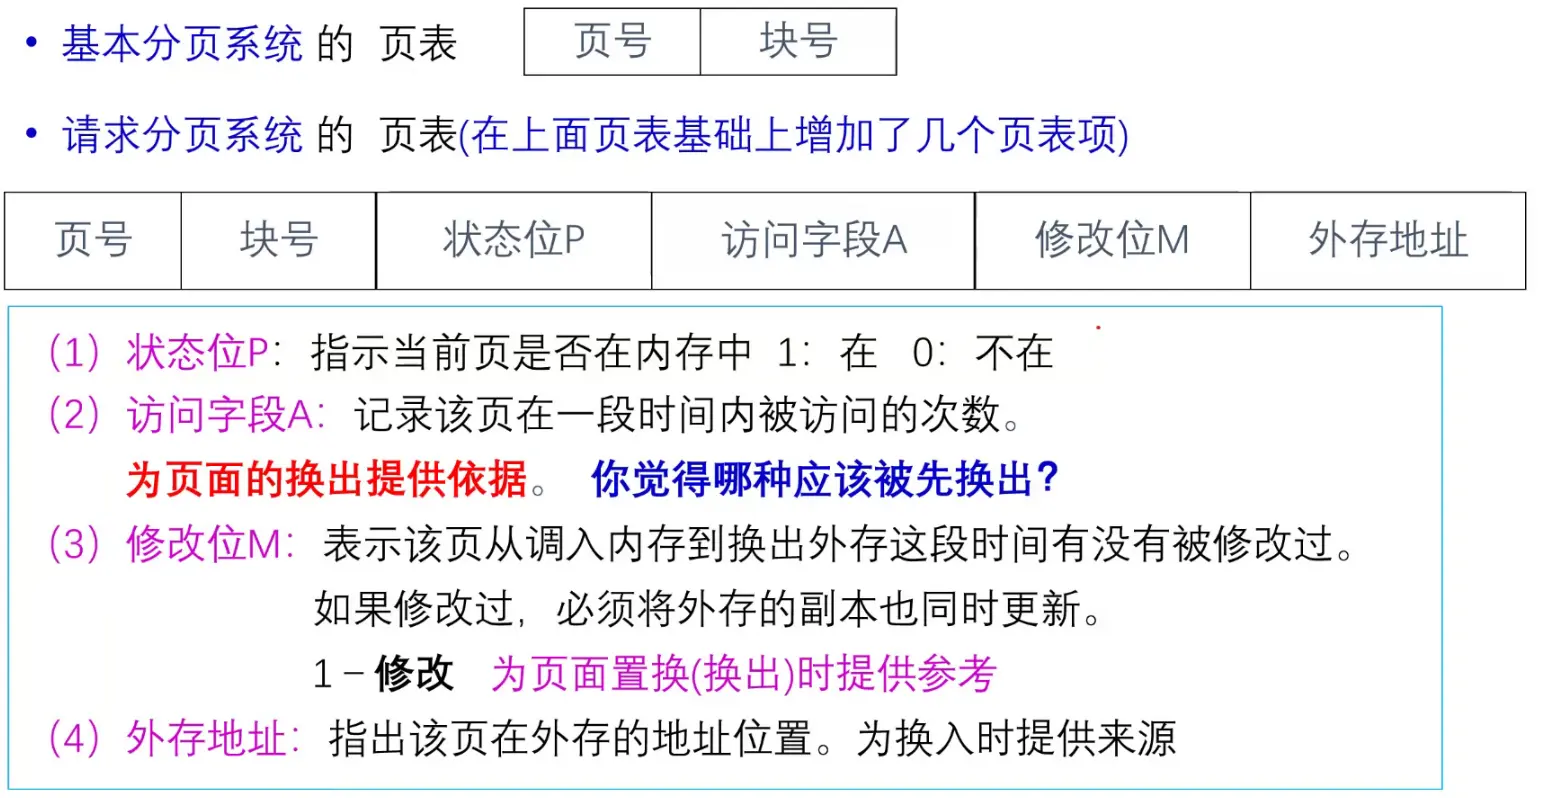 • 基本分页系统 的 页表 页号 块号
• 请求分页系统 的 页表(在上面页表基础上增加了几个页表项)
页号 块号 状态位P 访问字段A 修改位M 外存地址
(1) 状态位P：指示当前页是否在内存中 1：在 0：不在
(2) 访问字段A：记录该页在一段时间内被访问的次数。
为页面的换出提供依据。 你觉得哪种应该被先换出？
(3) 修改位M：表示该页从调入内存到换出外存这段时间有没有被修改过。
如果修改过，必须将外存的副本也同时更新。
1－修改 为页面置换(换出)时提供参考
(4) 外存地址：指出该页在外存的地址位置。为换入时提供来源